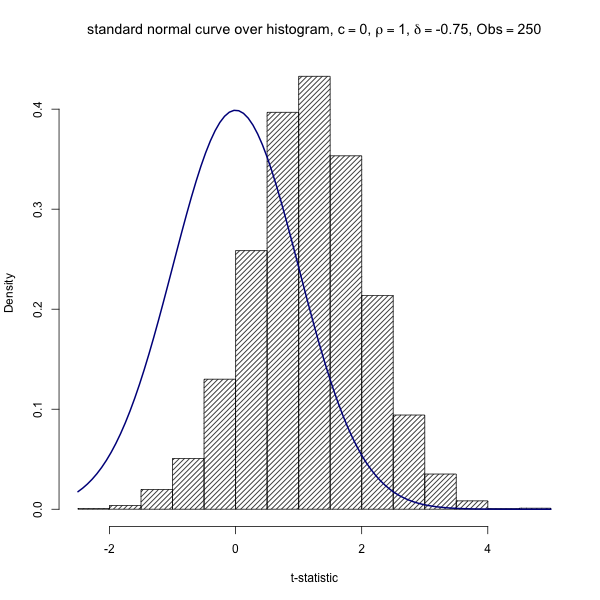 standard normal curve over histogram, c = 0, ρ = 1, δ = -0.75, Obs = 250
Density
0.4
0.3
0.2
0.1
0.0
-2 0 2 4
t-statistic